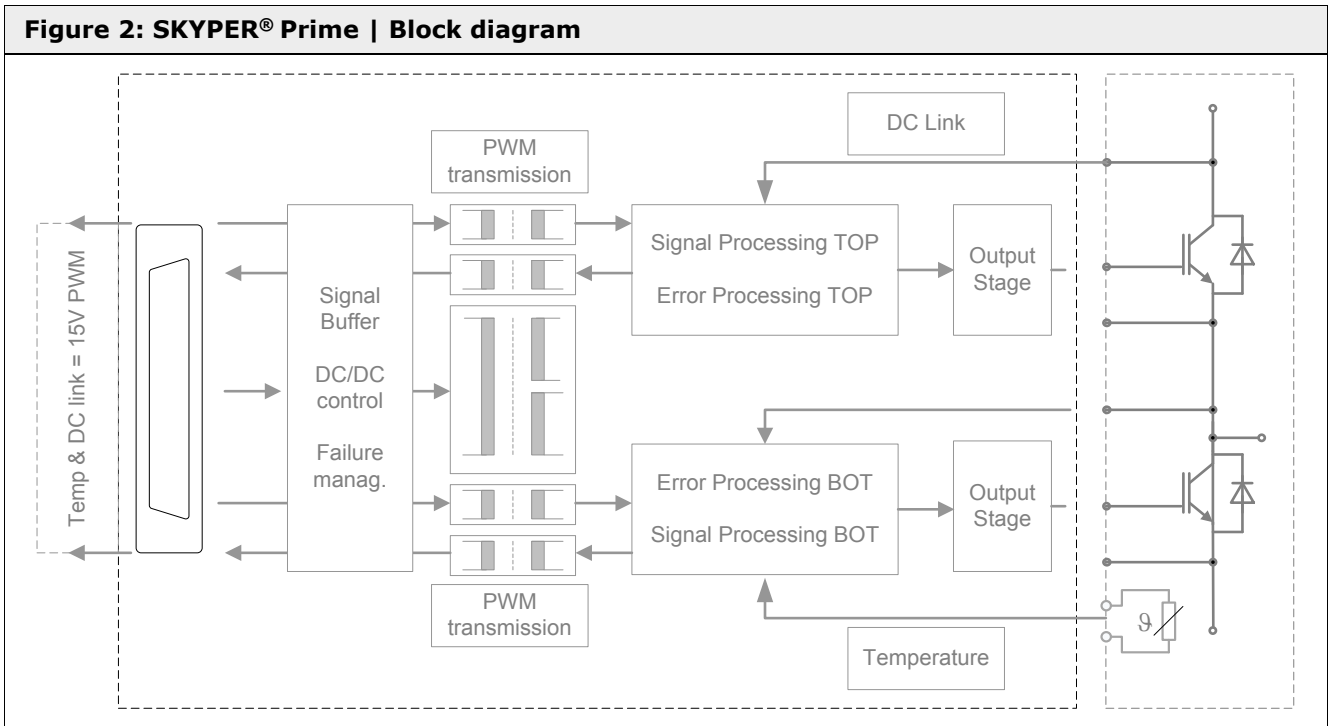 Figure 2: SKYPER® Prime | Block diagram
DC Link
PWM
transmission
Signal Processing TOP
Error Processing TOP
Output
Stage
Signal
Buffer
DC/DC
control
Failure
manag.
Temp & DC link = 15V PWM
Error Processing BOT
Signal Processing BOT
Output
Stage
PWM
transmission
Temperature
ϑ